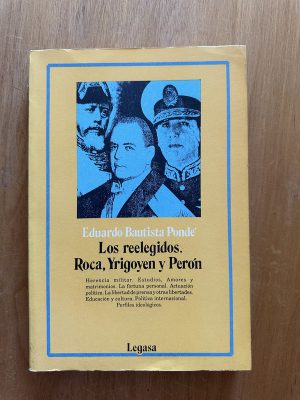 Eduardo Bautista Pondé
Los reelegidos.
Roca, Yrigoyen y Perón
Herencia militar. Estudios, Amores y
matrimonios. La fortuna personal. Actuación
política. La libertad de prensa y otras libertades.
Educación y cultura. Política internacional.
Perfiles ideológicos.
Legasa